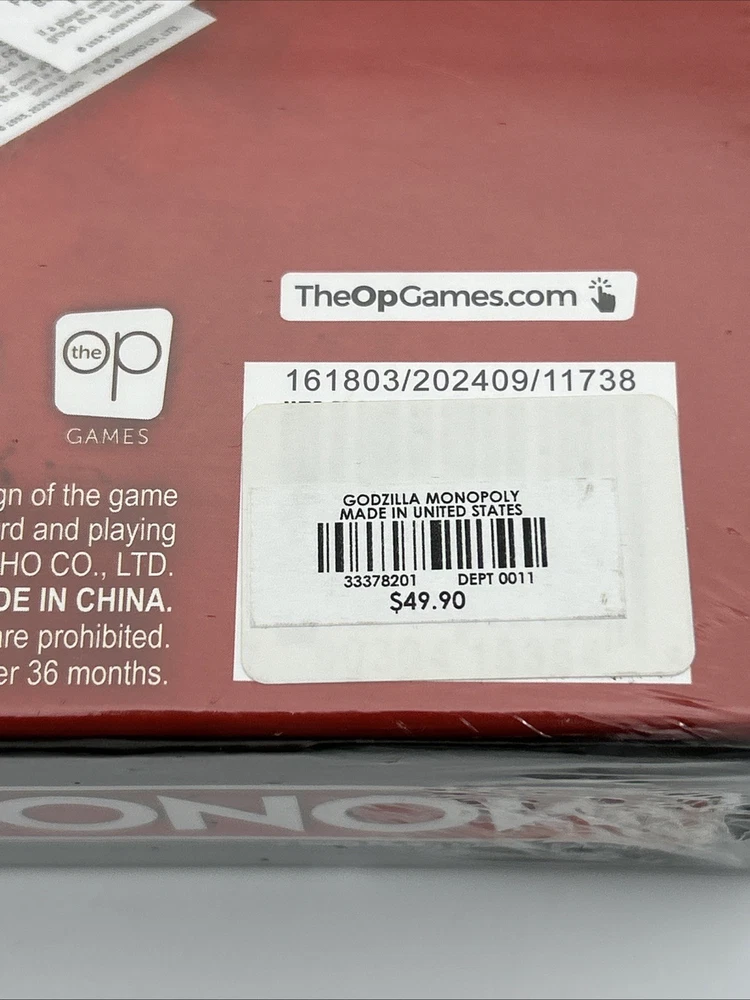 TheOpGames.com
the op
GAMES
161803/202409/11738
GODZILLA MONOPOLY
MADE IN UNITED STATES
33378201 DEPT 0011
$49.90
gn of the game
rd and playing
HO CO., LTD.
DE IN CHINA.
are prohibited.
er 36 months.
ONO